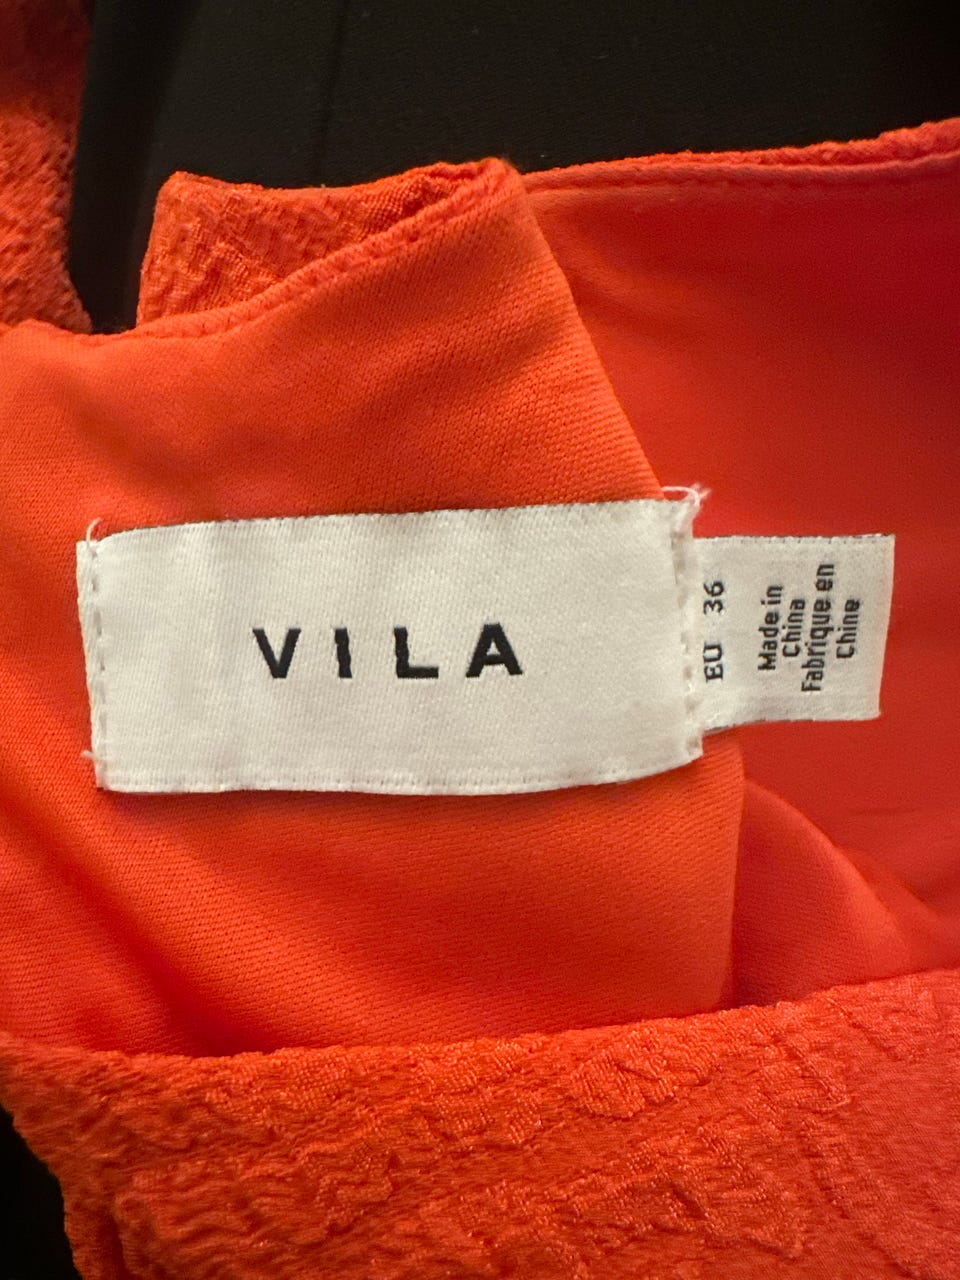 VILA
EU 36
Made in
China
Fabrique en
Chine